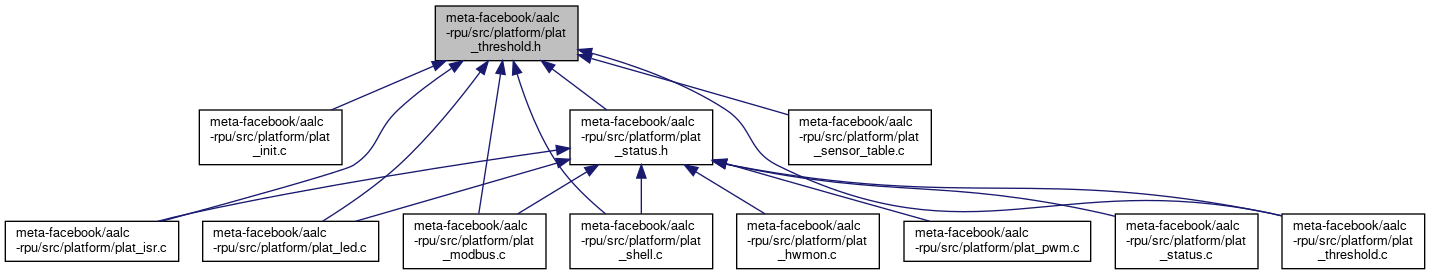 meta-facebook/aalc
-rpu/src/platform/plat
_threshold.h
meta-facebook/aalc
-rpu/src/platform/plat
_init.c
meta-facebook/aalc
-rpu/src/platform/plat
_status.h
meta-facebook/aalc
-rpu/src/platform/plat
_sensor_table.c
meta-facebook/aalc
-rpu/src/platform/plat_isr.c
meta-facebook/aalc
-rpu/src/platform/plat_led.c
meta-facebook/aalc
-rpu/src/platform/plat
_modbus.c
meta-facebook/aalc
-rpu/src/platform/plat
_shell.c
meta-facebook/aalc
-rpu/src/platform/plat
_hwmon.c
meta-facebook/aalc
-rpu/src/platform/plat_pwm.c
meta-facebook/aalc
-rpu/src/platform/plat
_status.c
meta-facebook/aalc
-rpu/src/platform/plat
_threshold.c